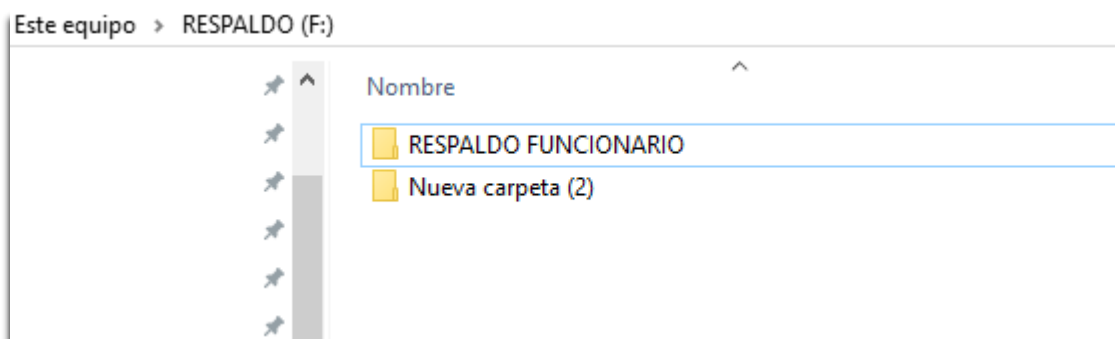 Este equipo > RESPALDO (F:)
Nombre
RESPALDO FUNCIONARIO
Nueva carpeta (2)